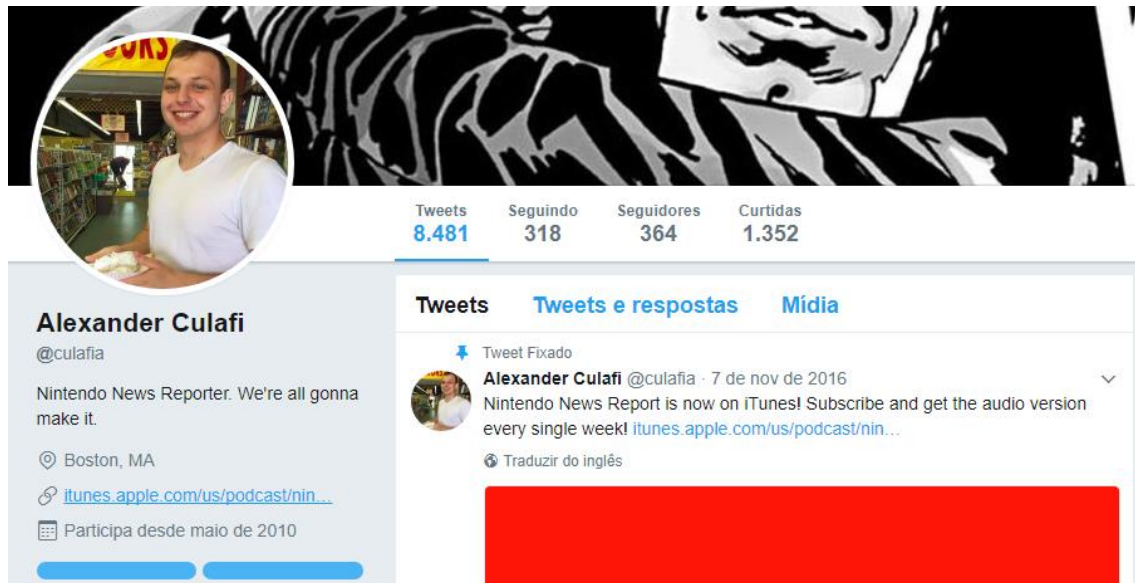 OOKS
Tweets
8.481
Seguindo
318
Seguidores
364
Curtidas
1.352
Alexander Culafi
@culafia
Nintendo News Reporter. We're all gonna
make it.
Boston, MA
itunes.apple.com/us/podcast/nin...
Participa desde maio de 2010
Tweets Tweets e respostas Mídia
Tweet Fixado
Alexander Culafi @culafia · 7 de nov de 2016
Nintendo News Report is now on iTunes! Subscribe and get the audio version
every single week! itunes.apple.com/us/podcast/nin...
Traduzir do inglês